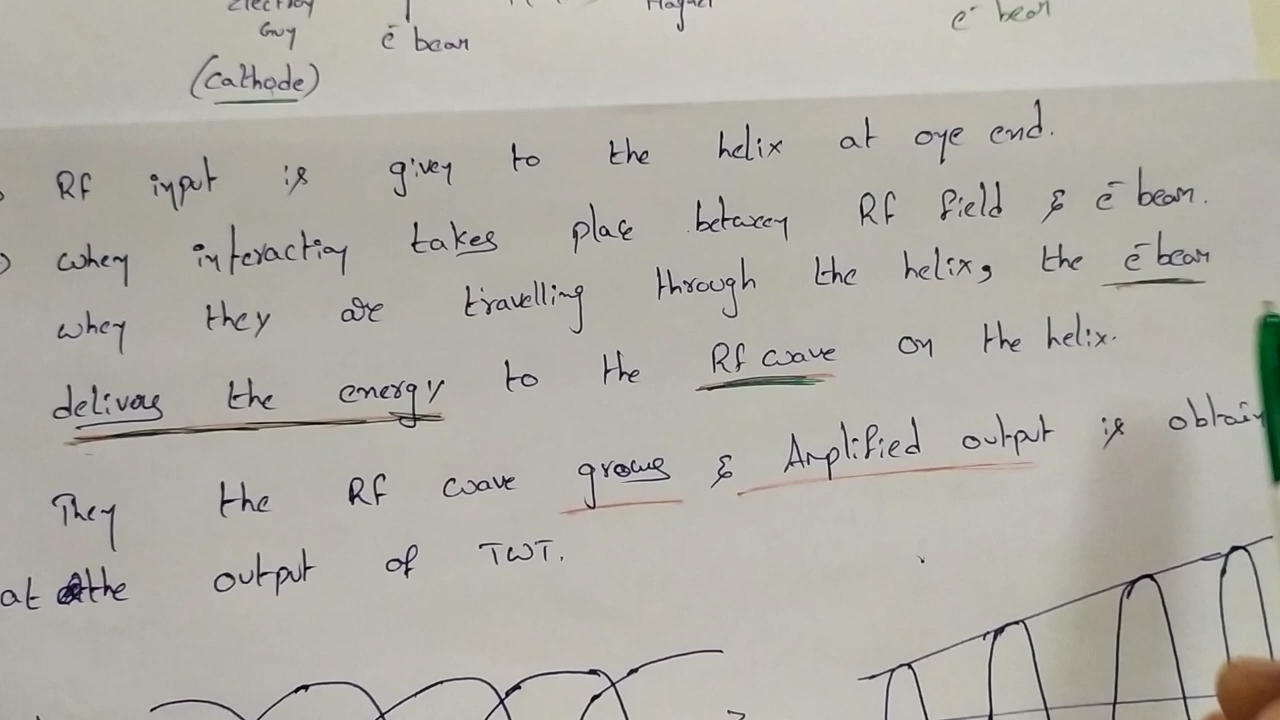 Gun
e⁻ beam
e⁻ beam
(Cathode)
RF input is given to the helix at one end.
when interaction takes place between RF field & e⁻ beam.
when they are travelling through the helix, the e⁻ beam
delivers the energy to the RF wave on the helix.
Then the RF wave grows & Amplified output is obtain
at the output of TWT.